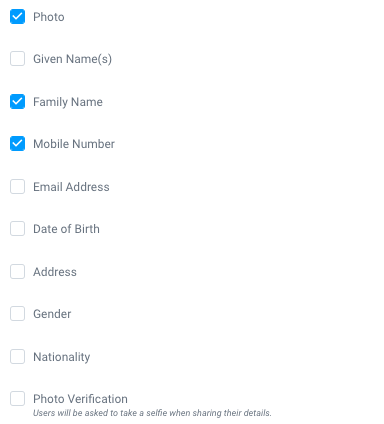 Photo
Given Name(s)
Family Name
Mobile Number
Email Address
Date of Birth
Address
Gender
Nationality
Photo Verification
Users will be asked to take a selfie when sharing their details.